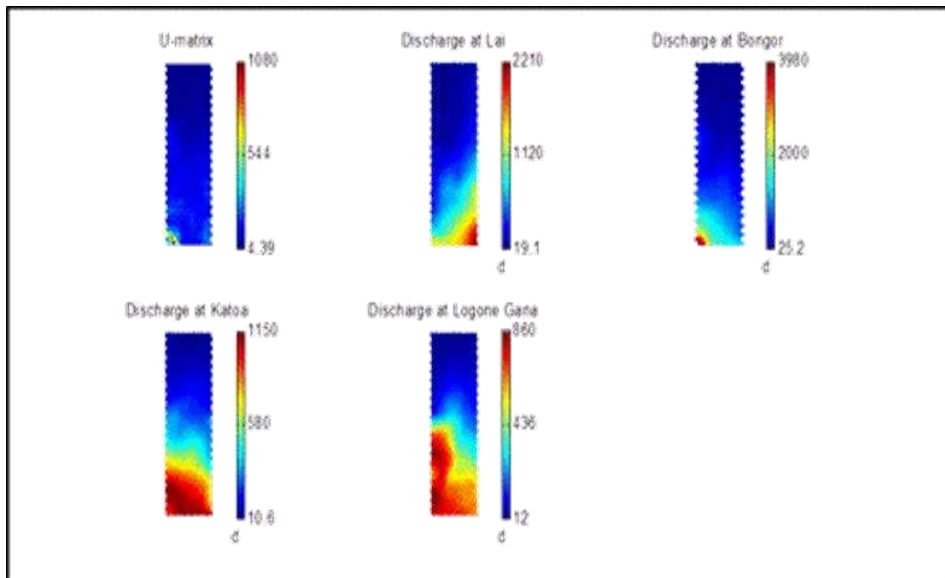 U-matrix
1080
544
4.39
Discharge at Lai
2210
1120
19.1
d
Discharge at Bongor
3980
2000
25.2
d
Discharge at Katoa
1150
580
10.6
d
Discharge at Logone Gana
860
436
12
d